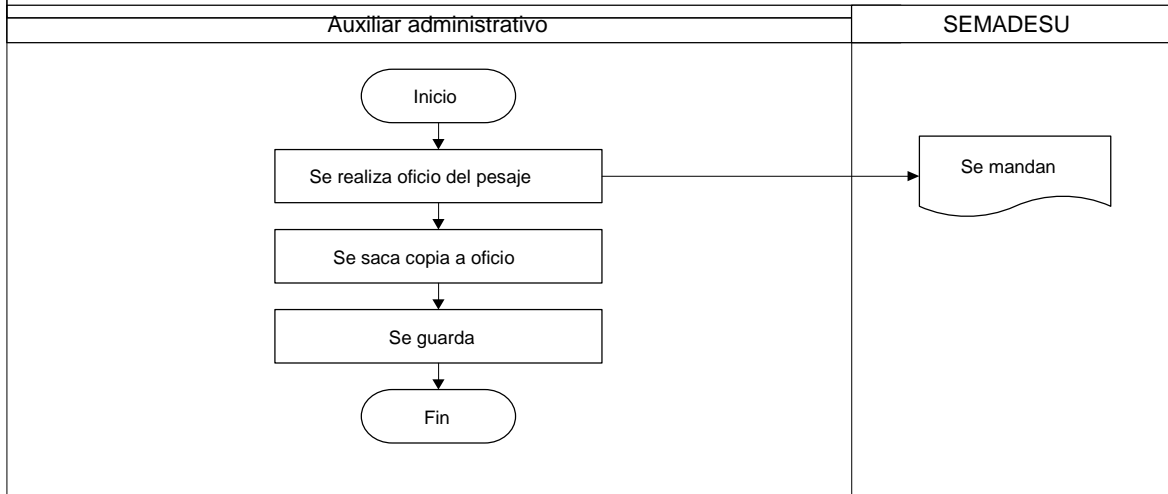 Auxiliar administrativo
SEMADESU
Inicio
Se realiza oficio del pesaje
Se mandan
Se saca copia a oficio
Se guarda
Fin